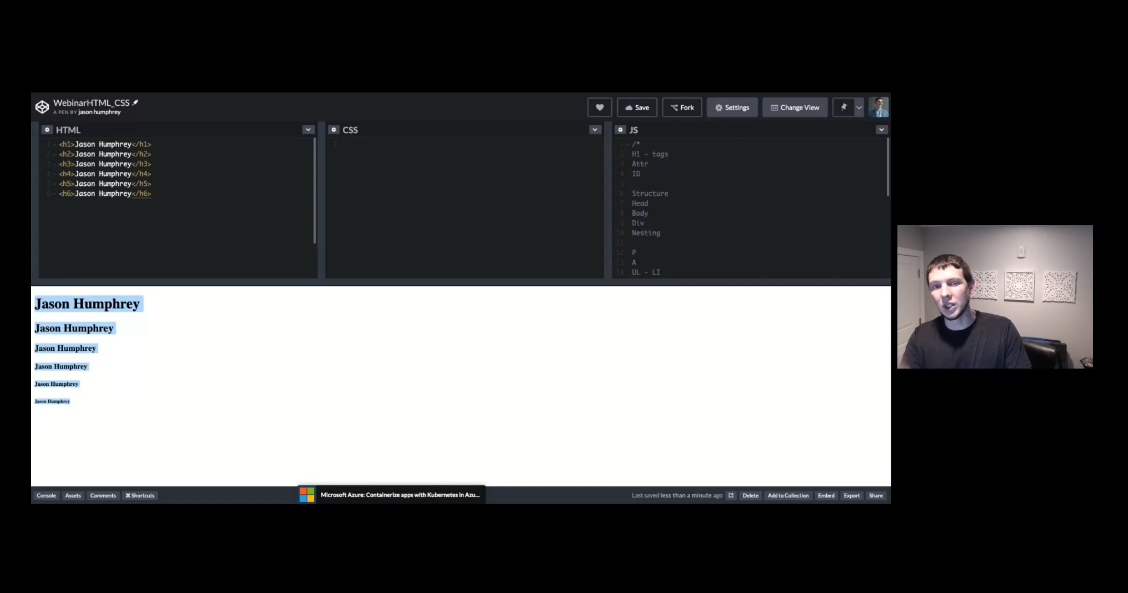 WebinarHTML_CSS
A PEN BY jason humphrey
Save
Fork
Settings
Change View
HTML
1 <h1>Jason Humphrey</h1>
2 <h2>Jason Humphrey</h2>
3 <h3>Jason Humphrey</h3>
4 <h4>Jason Humphrey</h4>
5 <h5>Jason Humphrey</h5>
6 <h6>Jason Humphrey</h6>
CSS
1
JS
1 /*
2 H1 - tags
3 Attr
4 ID
5
6 Structure
7 Head
8 Body
9 Div
10 Nesting
11
12 P
13 A
14 UL - LI
Jason Humphrey
Jason Humphrey
Jason Humphrey
Jason Humphrey
Jason Humphrey
Jason Humphrey
Console Assets Comments ⌘ Shortcuts
Microsoft Azure: Containerize apps with Kubernetes in Azu...
Last saved less than a minute ago Delete Add to Collection Embed Export Share